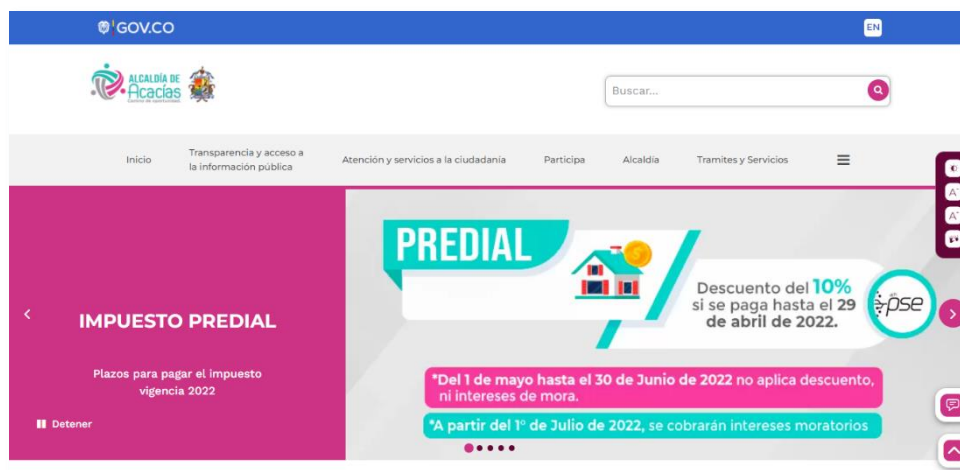 GOV.CO
EN
ALCALDÍA DE
Acacías
Buscar...
Inicio
Transparencia y acceso a
la información pública
Atención y servicios a la ciudadanía
Participa
Alcaldía
Tramites y Servicios
A-
A+
PREDIAL
Descuento del 10%
si se paga hasta el 29
de abril de 2022.
pse
IMPUESTO PREDIAL
Plazos para pagar el impuesto
vigencia 2022
*Del 1 de mayo hasta el 30 de Junio de 2022 no aplica descuento,
ni intereses de mora.
*A partir del 1º de Julio de 2022, se cobrarán intereses moratorios
Detener